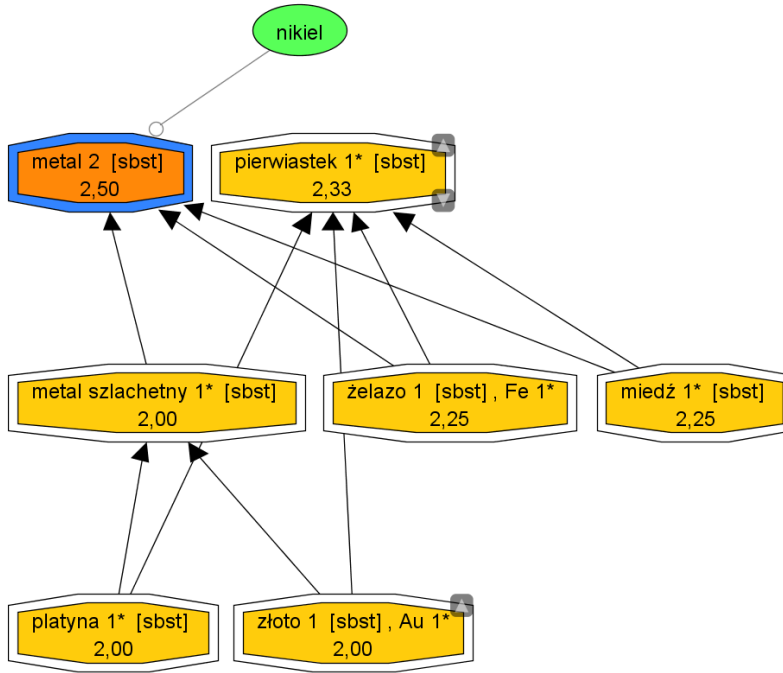 nikiel
metal 2 [sbst]
2,50
pierwiastek 1* [sbst]
2,33
metal szlachetny 1* [sbst]
2,00
żelazo 1 [sbst] , Fe 1*
2,25
miedź 1* [sbst]
2,25
platyna 1* [sbst]
2,00
złoto 1 [sbst] , Au 1*
2,00